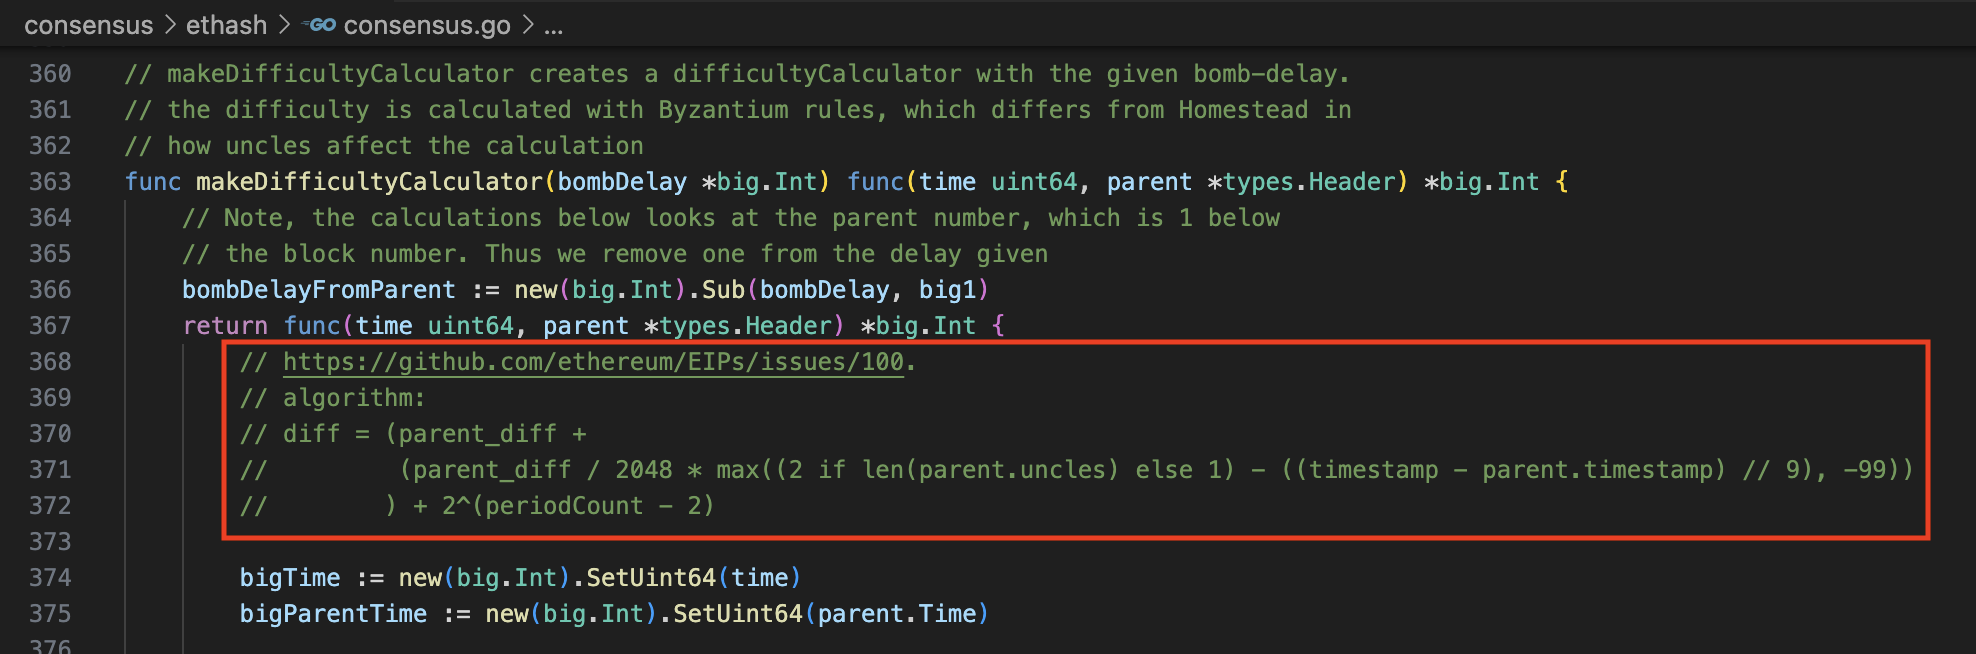 consensus > ethash > GO consensus.go > ...
360 // makeDifficultyCalculator creates a difficultyCalculator with the given bomb-delay.
361 // the difficulty is calculated with Byzantium rules, which differs from Homestead in
362 // how uncles affect the calculation
363 func makeDifficultyCalculator(bombDelay *big.Int) func(time uint64, parent *types.Header) *big.Int {
364 // Note, the calculations below looks at the parent number, which is 1 below
365 // the block number. Thus we remove one from the delay given
366 bombDelayFromParent := new(big.Int).Sub(bombDelay, big1)
367 return func(time uint64, parent *types.Header) *big.Int {
368 // https://github.com/ethereum/EIPs/issues/100.
369 // algorithm:
370 // diff = (parent_diff +
371 // (parent_diff / 2048 * max((2 if len(parent.uncles) else 1) - ((timestamp - parent.timestamp) // 9), -99))
372 // ) + 2^(periodCount - 2)
373
374 bigTime := new(big.Int).SetUint64(time)
375 bigParentTime := new(big.Int).SetUint64(parent.Time)
376